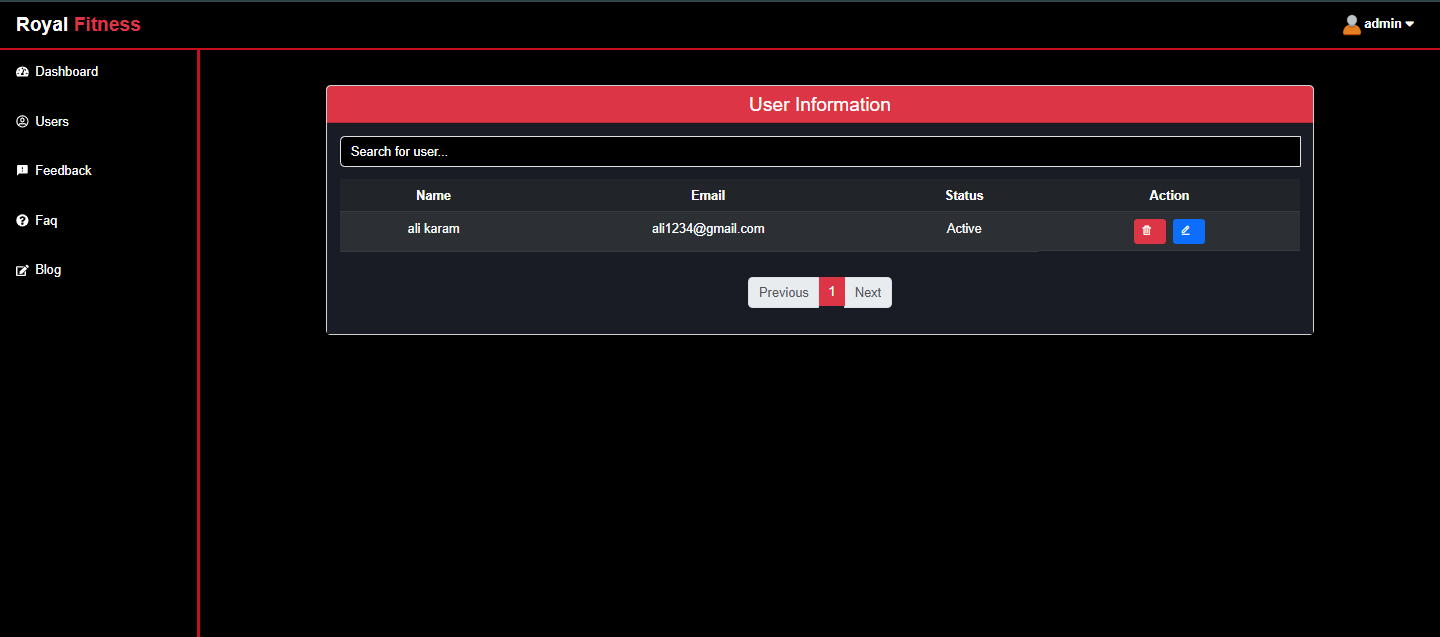 Royal Fitness
admin
Dashboard
Users
Feedback
Faq
Blog
User Information
Search for user...
Name Email Status Action
ali karam ali1234@gmail.com Active
Previous 1 Next